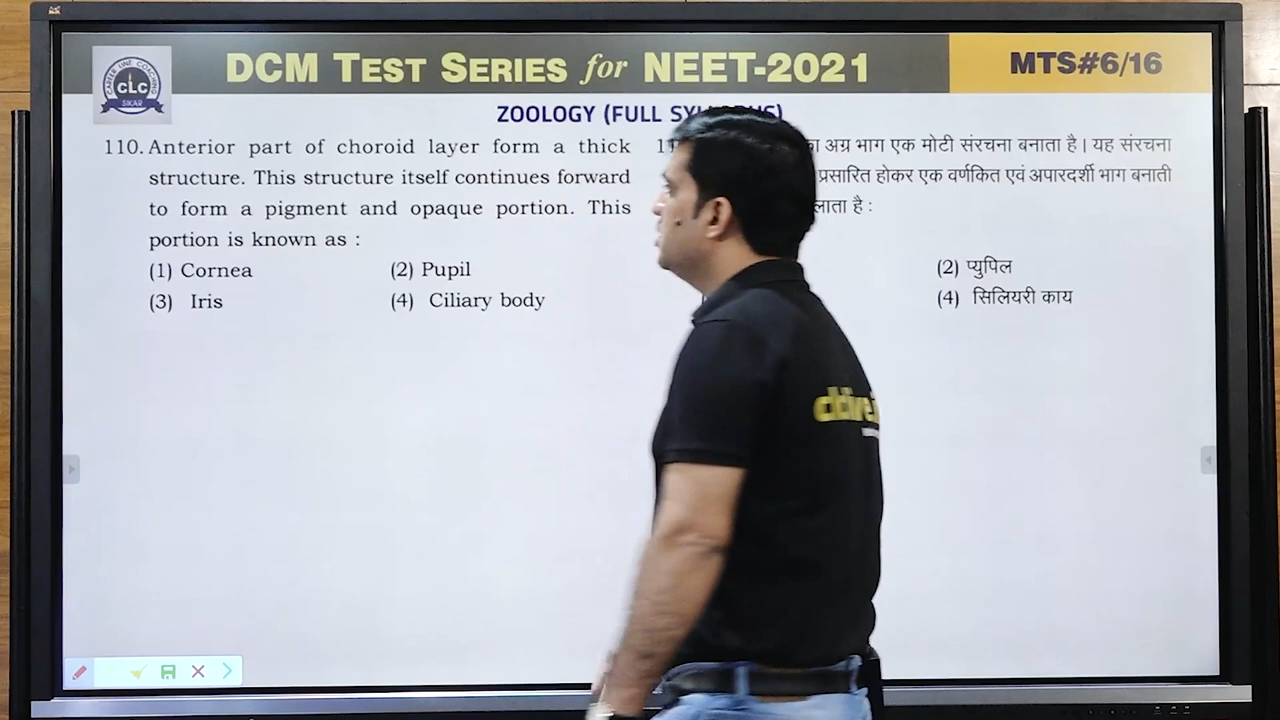 DCM TEST SERIES for NEET-2021
MTS#6/16
CAREER LINE COACHING
CLC
SIKAR
ZOOLOGY (FULL
110. Anterior part of choroid layer form a thick
structure. This structure itself continues forward
to form a pigment and opaque portion. This
portion is known as :
(1) Cornea (2) Pupil
(3) Iris (4) Ciliary body
अग्र भाग एक मोटी संरचना बनाता है। यह संरचना
प्रसारित होकर एक वर्णकित एवं अपारदर्शी भाग बनाती
है :
(2) प्युपिल
(4) सिलियरी काय